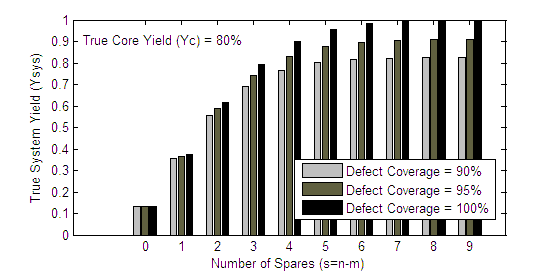 True Core Yield (Yc) = 80%
True System Yield (Ysys)
1
0.9
0.8
0.7
0.6
0.5
0.4
0.3
0.2
0.1
0
Defect Coverage = 90%
Defect Coverage = 95%
Defect Coverage = 100%
0 1 2 3 4 5 6 7 8 9
Number of Spares (s=n-m)